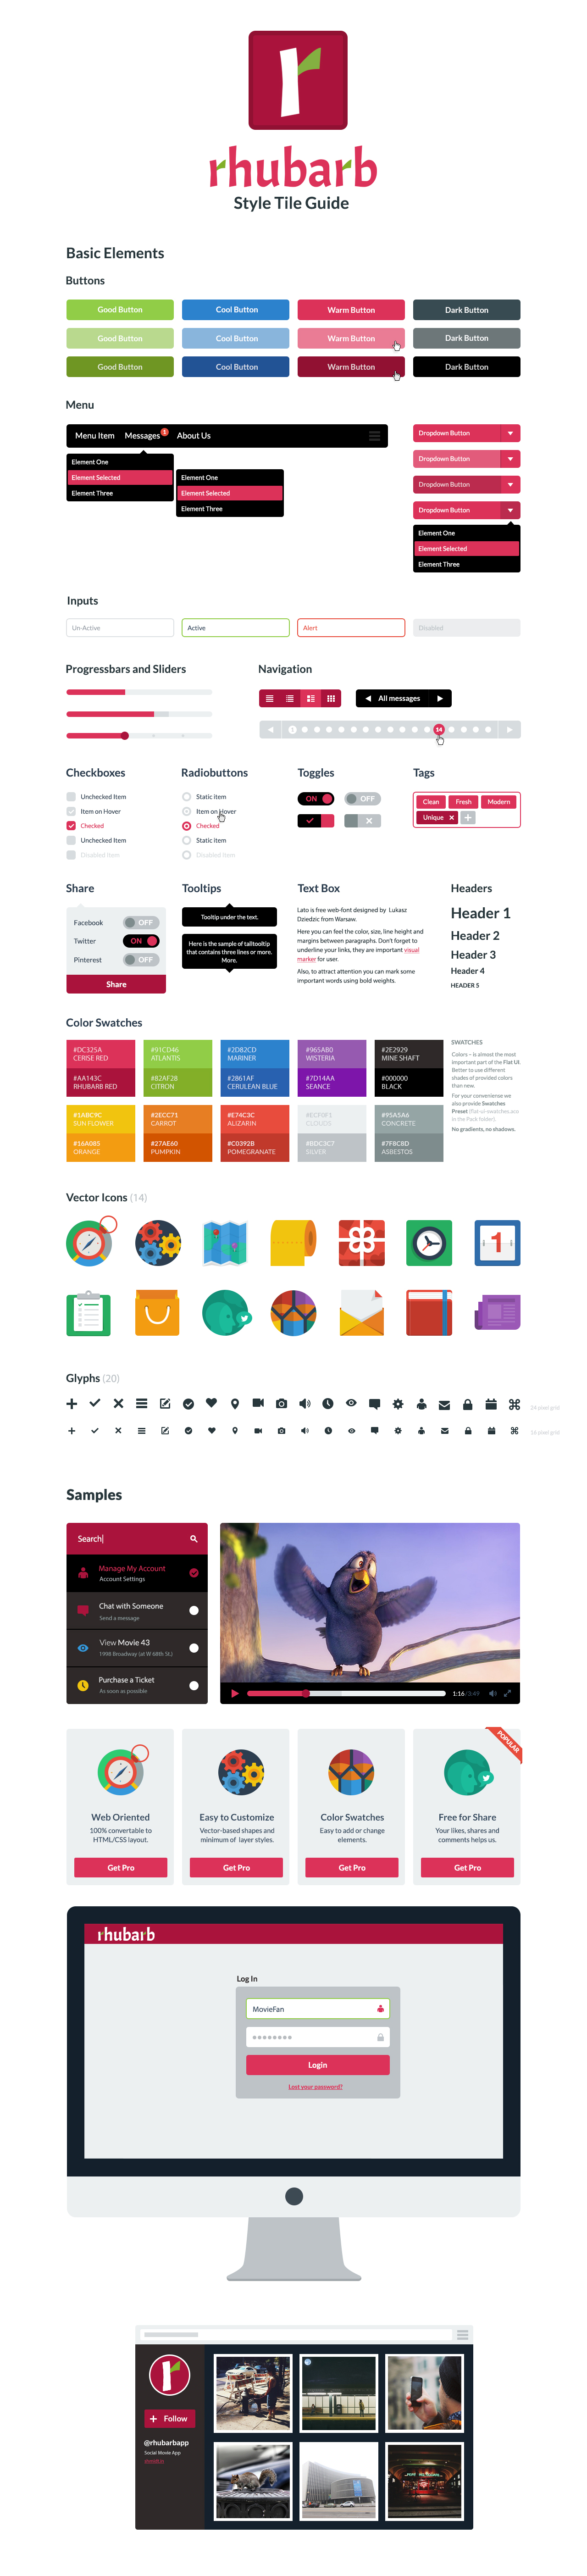 rhubarb
Style Tile Guide
Basic Elements
Buttons
Good Button Cool Button Warm Button Dark Button
Good Button Cool Button Warm Button Dark Button
Good Button Cool Button Warm Button Dark Button
Menu
Menu Item Messages 1 About Us
Element One
Element Selected
Element Three
Element One
Element Selected
Element Three
Dropdown Button
Dropdown Button
Dropdown Button
Dropdown Button
Element One
Element Selected
Element Three
Inputs
Un-Active Active Alert Disabled
Progressbars and Sliders
Navigation
All messages
14
Checkboxes
Unchecked Item
Item on Hover
Checked
Unchecked Item
Disabled Item
Radiobuttons
Static item
Item on Hover
Checked
Static item
Disabled Item
Toggles
ON OFF
Tags
Clean Fresh Modern
Unique
Share
Facebook OFF
Twitter ON
Pinterest OFF
Share
Tooltips
Tooltip under the text.
Here is the sample of talltooltip
that contains three lines or more.
More.
Text Box
Lato is free web-font designed by Lukasz
Dziedzic from Warsaw.
Here you can feel the color, size, line height and
margins between paragraphs. Don't forget to
underline your links, they are important visual
marker for user.
Also, to attract attention you can mark some
important words using bold weights.
Headers
Header 1
Header 2
Header 3
Header 4
HEADER 5
Color Swatches
#DC325A
CERISE RED
#AA143C
RHUBARB RED
#91CD46
ATLANTIS
#82AF28
CITRON
#2D82CD
MARINER
#2B61AF
CERULEAN BLUE
#965AB0
WISTERIA
#7D14AA
SEANCE
#2E2929
MINE SHAFT
#000000
BLACK
#1ABC9C
SUN FLOWER
#16A085
ORANGE
#2ECC71
CARROT
#27AE60
PUMPKIN
#E74C3C
ALIZARIN
#C0392B
POMEGRANATE
#ECF0F1
CLOUDS
#BDC3C7
SILVER
#95A5A6
CONCRETE
#7F8C8D
ASBESTOS
SWATCHES
Colors – is almost the most
important part of the Flat UI.
Better to use different
shades of provided colors
than new.
For your conveniense we
also provide Swatches
Preset (flat-ui-swatches.aco
in the Pack folder).
No gradients, no shadows.
Vector Icons (14)
1
Glyphs (20)
24 pixel grid
16 pixel grid
Samples
Search
Manage My Account
Account Settings
Chat with Someone
Send a message
View Movie 43
1998 Broadway (at W 68th St.)
Purchase a Ticket
As soon as possible
1:16/3:49
Web Oriented
100% convertable to
HTML/CSS layout.
Get Pro
Easy to Customize
Vector-based shapes and
minimum of layer styles.
Get Pro
Color Swatches
Easy to add or change
elements.
Get Pro
POPULAR
Free for Share
Your likes, shares and
comments helps us.
Get Pro
rhubarb
Log In
MovieFan
Login
Lost your password?
Follow
@rhubarbapp
Social Movie App